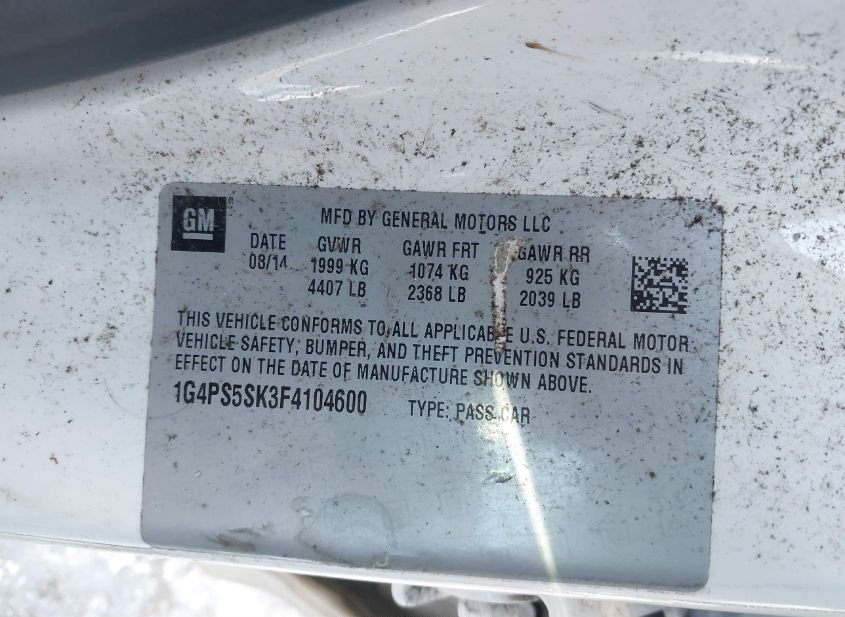 GM ®
MFD BY GENERAL MOTORS LLC
DATE GVWR GAWR FRT GAWR RR
08/14 1999 KG 1074 KG 925 KG
4407 LB 2368 LB 2039 LB
THIS VEHICLE CONFORMS TO ALL APPLICABLE U.S. FEDERAL MOTOR
VEHICLE SAFETY, BUMPER, AND THEFT PREVENTION STANDARDS IN
EFFECT ON THE DATE OF MANUFACTURE SHOWN ABOVE.
1G4PS5SK3F4104600 TYPE: PASS CAR